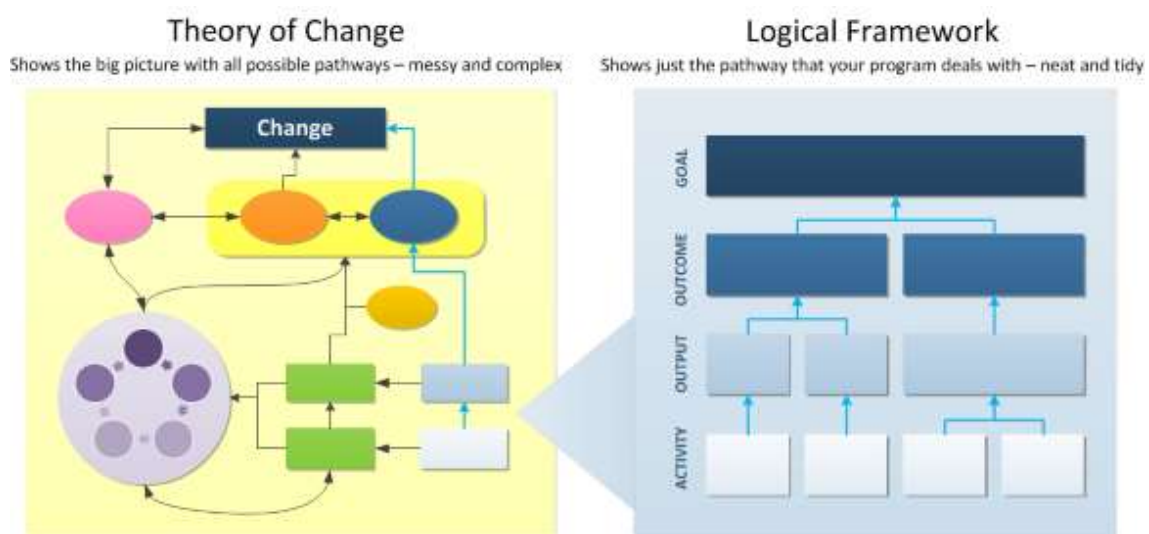 Theory of Change
Shows the big picture with all possible pathways – messy and complex
Change
Logical Framework
Shows just the pathway that your program deals with – neat and tidy
GOAL
OUTCOME
OUTPUT
ACTIVITY